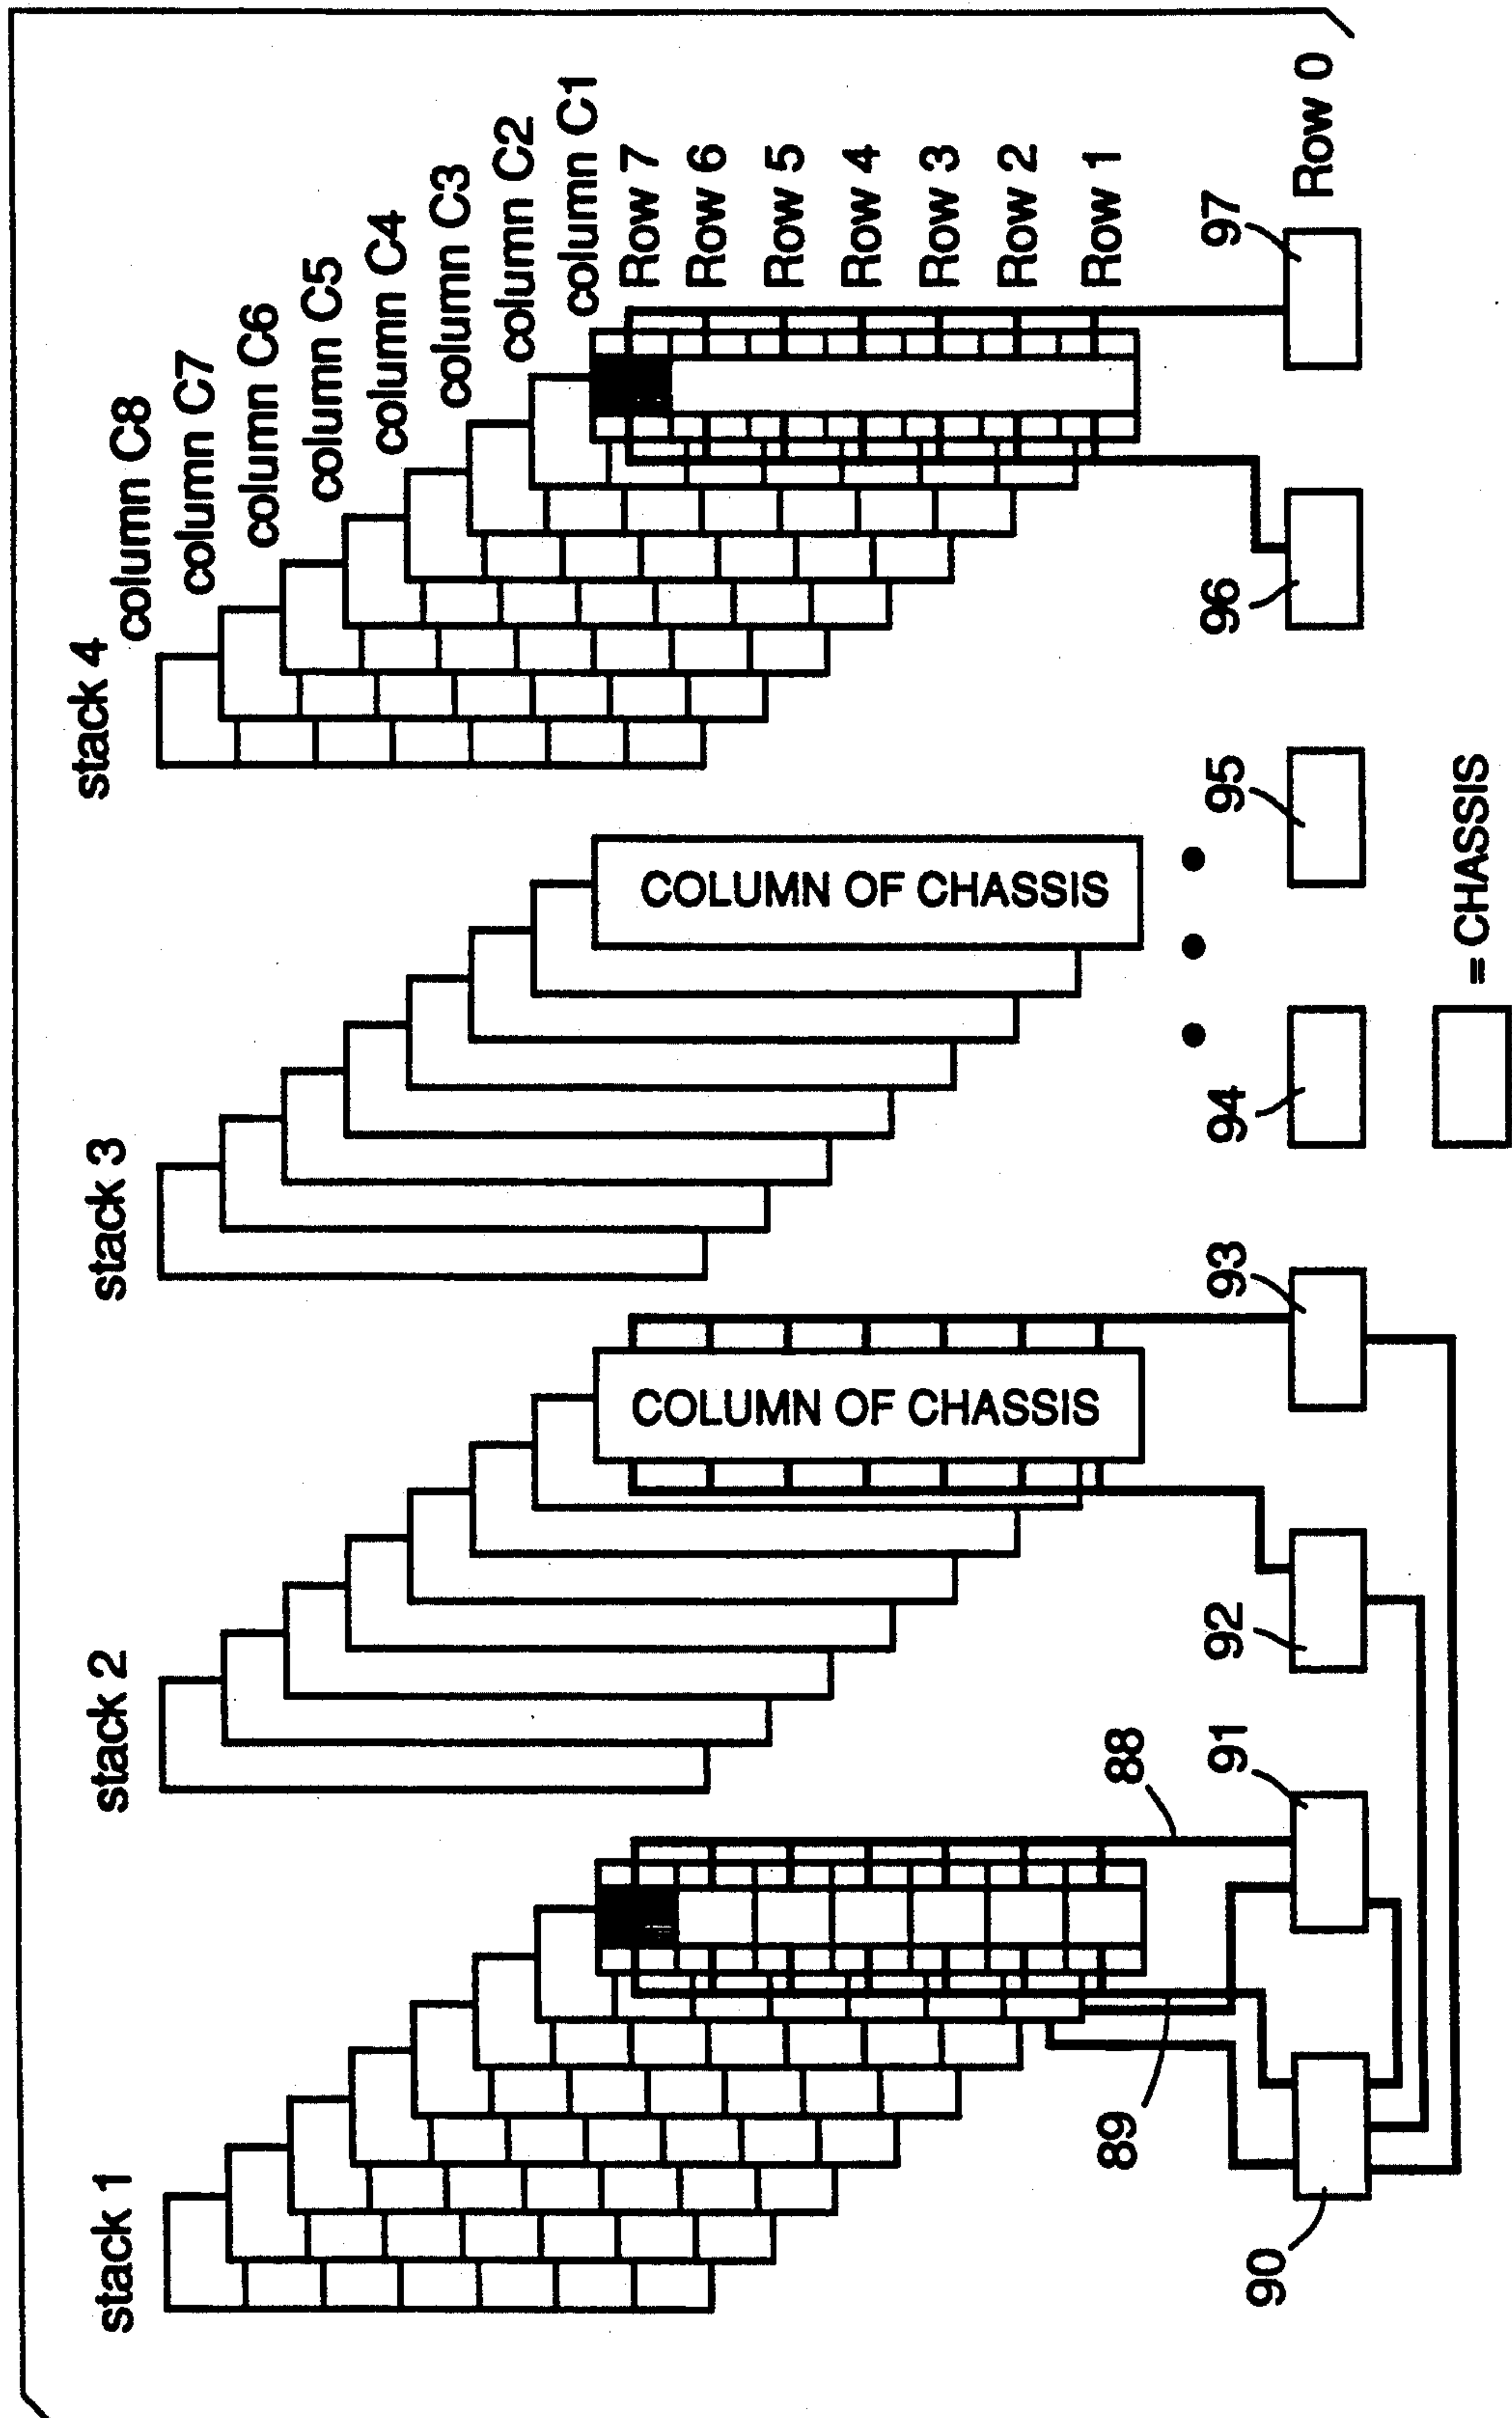 stack 1
stack 2
stack 3
stack 4
column C8
column C7
column C6
column C5
column C4
column C3
column C2
column C1
Row 7
Row 6
Row 5
Row 4
Row 3
Row 2
Row 1
COLUMN OF CHASSIS
COLUMN OF CHASSIS
88
89
90
91
92
93
94
95
96
97
Row 0
= CHASSIS